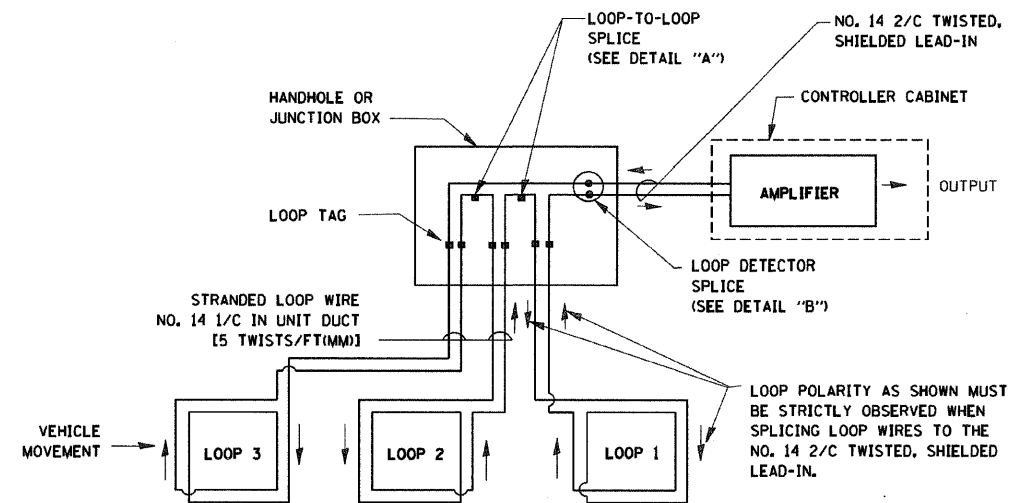 LOOP-TO-LOOP
SPLICE
(SEE DETAIL "A")
NO. 14 2/C TWISTED,
SHIELDED LEAD-IN
HANDHOLE OR
JUNCTION BOX
CONTROLLER CABINET
AMPLIFIER
OUTPUT
LOOP TAG
LOOP DETECTOR
SPLICE
(SEE DETAIL "B")
STRANDED LOOP WIRE
NO. 14 1/C IN UNIT DUCT
[5 TWISTS/FT(MM)]
LOOP POLARITY AS SHOWN MUST
BE STRICTLY OBSERVED WHEN
SPLICING LOOP WIRES TO THE
NO. 14 2/C TWISTED, SHIELDED
LEAD-IN.
VEHICLE
MOVEMENT
LOOP 3
LOOP 2
LOOP 1